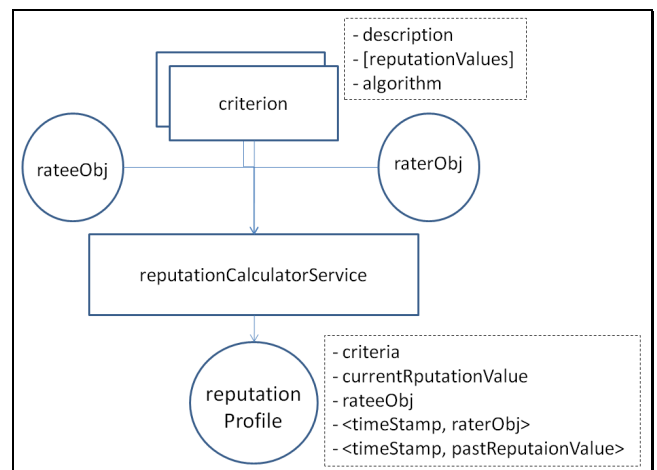 - description
- [reputationValues]
- algorithm
criterion
rateeObj
raterObj
reputationCalculatorService
reputation
Profile
- criteria
- currentRputationValue
- rateeObj
- <timeStamp, raterObj>
- <timeStamp, pastReputaionValue>